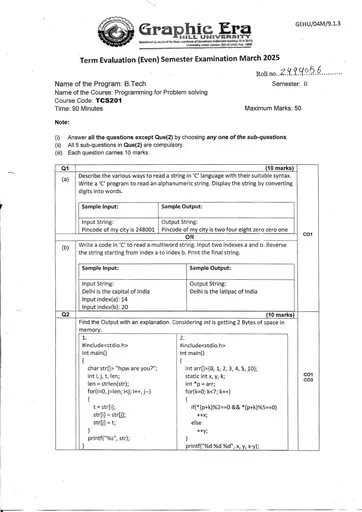 GEHU/04M/9.1.3
Graphic Era
HILL UNIVERSITY
Term Evaluation (Even) Semester Examination March 2025
Roll no. 2494056
Name of the Program: B.Tech Semester: II
Name of the Course: Programming for Problem solving
Course Code: TCS201
Time: 90 Minutes Maximum Marks: 50
Note:
(i) Answer all the questions except Que(2) by choosing any one of the sub-questions.
(ii) All 5 sub-questions in Que(2) are compulsory.
(iii) Each question carries 10 marks.
Q1 (10 marks)
(a) Describe the various ways to read a string in 'C' language with their suitable syntax.
Write a 'C' program to read an alphanumeric string. Display the string by converting
digits into words.
Sample Input: Sample Output:
Input String: Output String:
Pincode of my city is 248001 Pincode of my city is two four eight zero zero one
CO1
OR
(b) Write a code in 'C' to read a multiword string. Input two indexes a and b. Reverse
the string starting from index a to index b. Print the final string.
Sample Input: Sample Output:
Input String: Output String:
Delhi is the capital of India Delhi is the latipac of India
Input index(a): 14
Input index(b): 20
Q2 (10 marks)
Find the Output with an explanation. Considering int is getting 2 Bytes of space in
memory.
1.
#include<stdio.h>
int main()
{
char str[]= "hpw are you?";
int i, j, t, len;
len = strlen(str);
for(i=0, j=len; i<j; i++, j--)
{
t = str[i];
str[i] = str[j];
str[j] = t;
}
printf("%s", str);
}
2.
#include<stdio.h>
int main()
{
int arr[]={0, 1, 2, 3, 4, 5, 10};
static int x, y, k;
int *p = arr;
for(k=0; k<7; k++)
{
if(*(p+k)%2==0 && *(p+k)%5==0)
++x;
else
++y;
}
printf("%d %d %d", x, y, x-y);
CO1
CO3